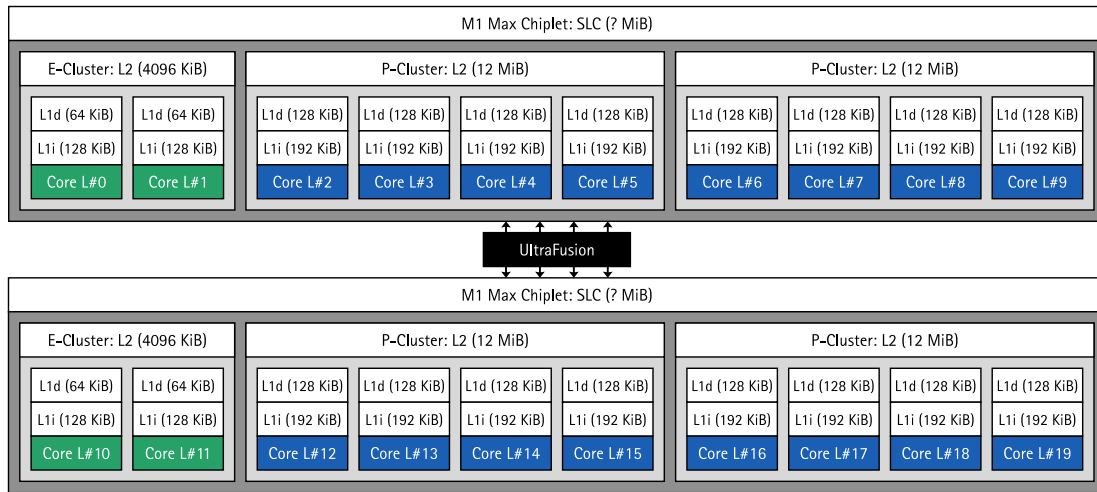 M1 Max Chiplet: SLC (? MiB)
E-Cluster: L2 (4096 KiB) P-Cluster: L2 (12 MiB) P-Cluster: L2 (12 MiB)
L1d (64 KiB) L1d (64 KiB) L1d (128 KiB) L1d (128 KiB) L1d (128 KiB) L1d (128 KiB) L1d (128 KiB) L1d (128 KiB) L1d (128 KiB) L1d (128 KiB)
L1i (128 KiB) L1i (128 KiB) L1i (192 KiB) L1i (192 KiB) L1i (192 KiB) L1i (192 KiB) L1i (192 KiB) L1i (192 KiB) L1i (192 KiB) L1i (192 KiB)
Core L#0 Core L#1 Core L#2 Core L#3 Core L#4 Core L#5 Core L#6 Core L#7 Core L#8 Core L#9
UltraFusion
M1 Max Chiplet: SLC (? MiB)
E-Cluster: L2 (4096 KiB) P-Cluster: L2 (12 MiB) P-Cluster: L2 (12 MiB)
L1d (64 KiB) L1d (64 KiB) L1d (128 KiB) L1d (128 KiB) L1d (128 KiB) L1d (128 KiB) L1d (128 KiB) L1d (128 KiB) L1d (128 KiB) L1d (128 KiB)
L1i (128 KiB) L1i (128 KiB) L1i (192 KiB) L1i (192 KiB) L1i (192 KiB) L1i (192 KiB) L1i (192 KiB) L1i (192 KiB) L1i (192 KiB) L1i (192 KiB)
Core L#10 Core L#11 Core L#12 Core L#13 Core L#14 Core L#15 Core L#16 Core L#17 Core L#18 Core L#19